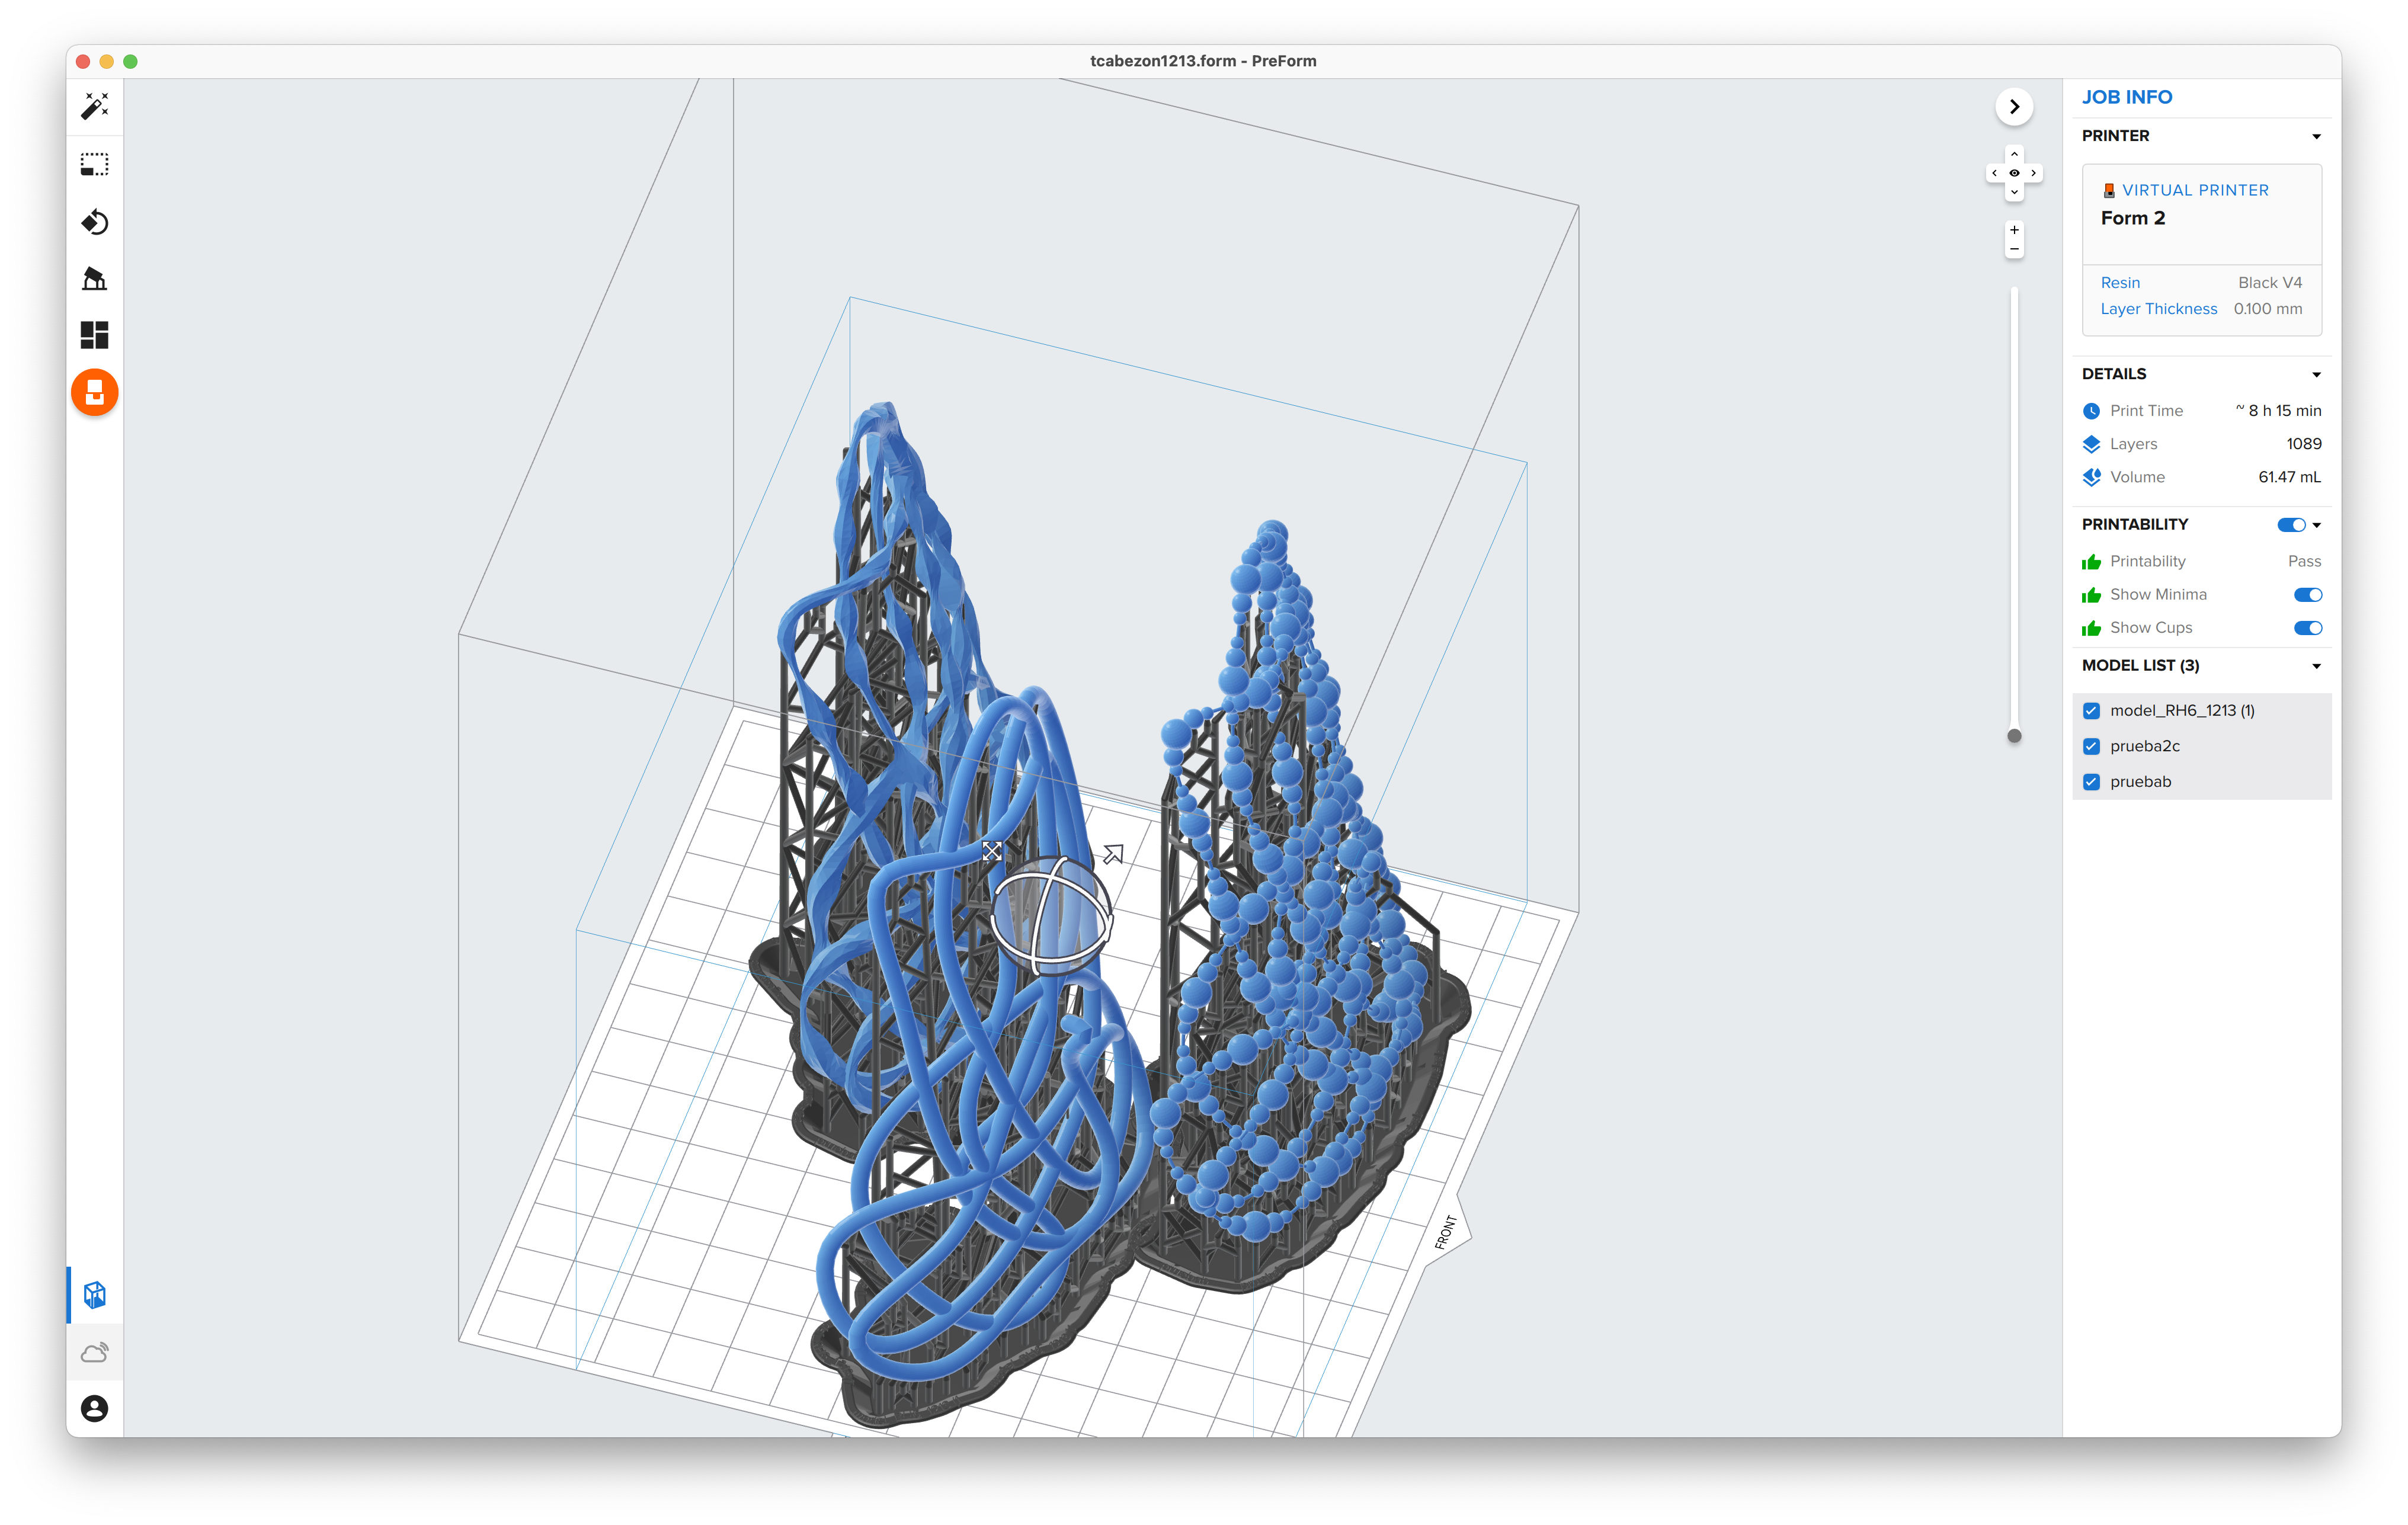 tcabezon1213.form - PreForm
JOB INFO
PRINTER
VIRTUAL PRINTER
Form 2
Resin Black V4
Layer Thickness 0.100 mm
DETAILS
Print Time ~ 8 h 15 min
Layers 1089
Volume 61.47 mL
PRINTABILITY
Printability Pass
Show Minima
Show Cups
MODEL LIST (3)
model_RH6_1213 (1)
prueba2c
pruebab
FRONT